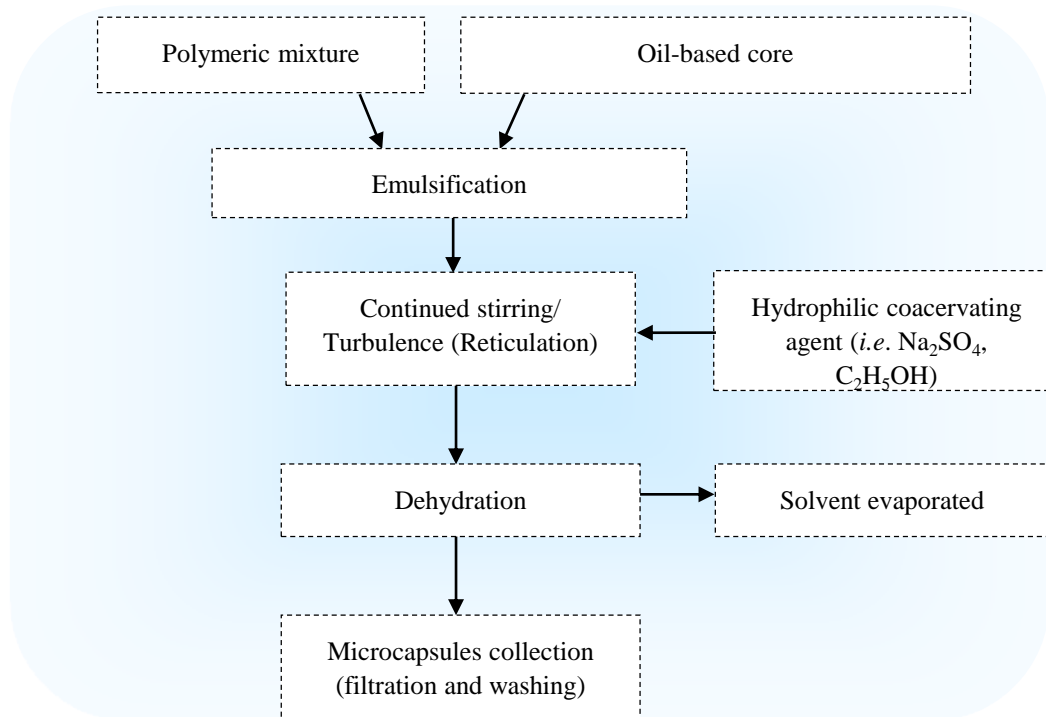 Polymeric mixture
Oil-based core
Emulsification
Continued stirring/
Turbulence (Reticulation)
Hydrophilic coacervating
agent (i.e. Na₂SO₄,
C₂H₅OH)
Dehydration
Solvent evaporated
Microcapsules collection
(filtration and washing)